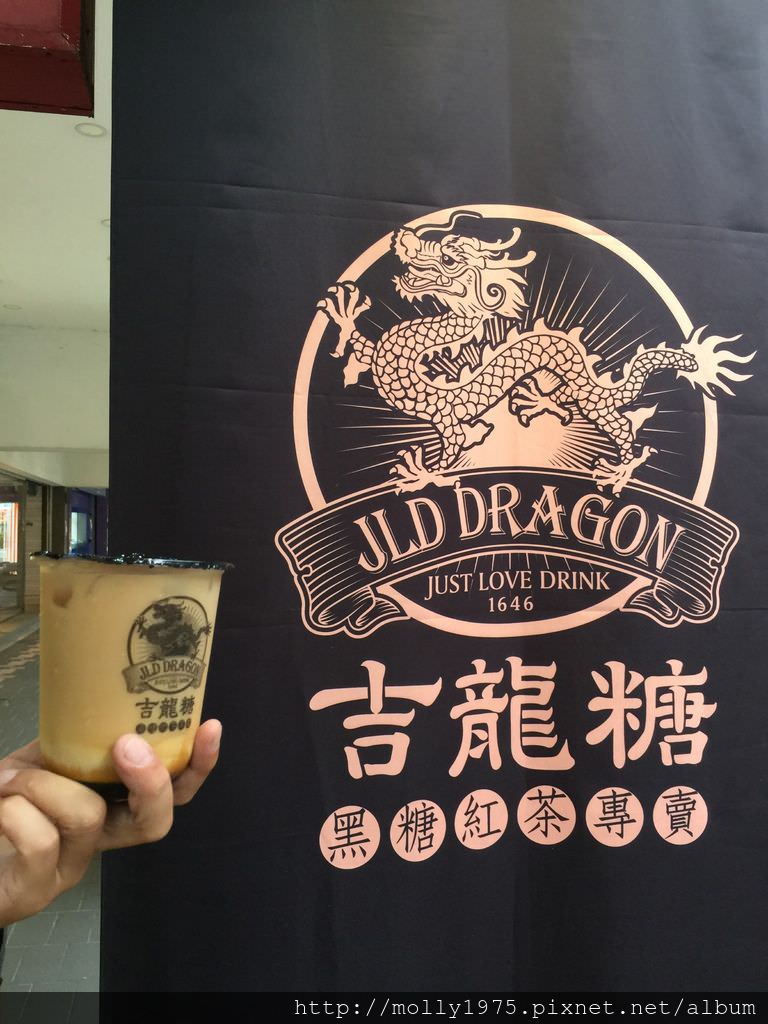 JLD DRAGON
JUST LOVE DRINK
1646
吉龍糖
黑糖紅茶專賣
JLD DRAGON
吉龍糖
http://molly1975.pixnet.net/album